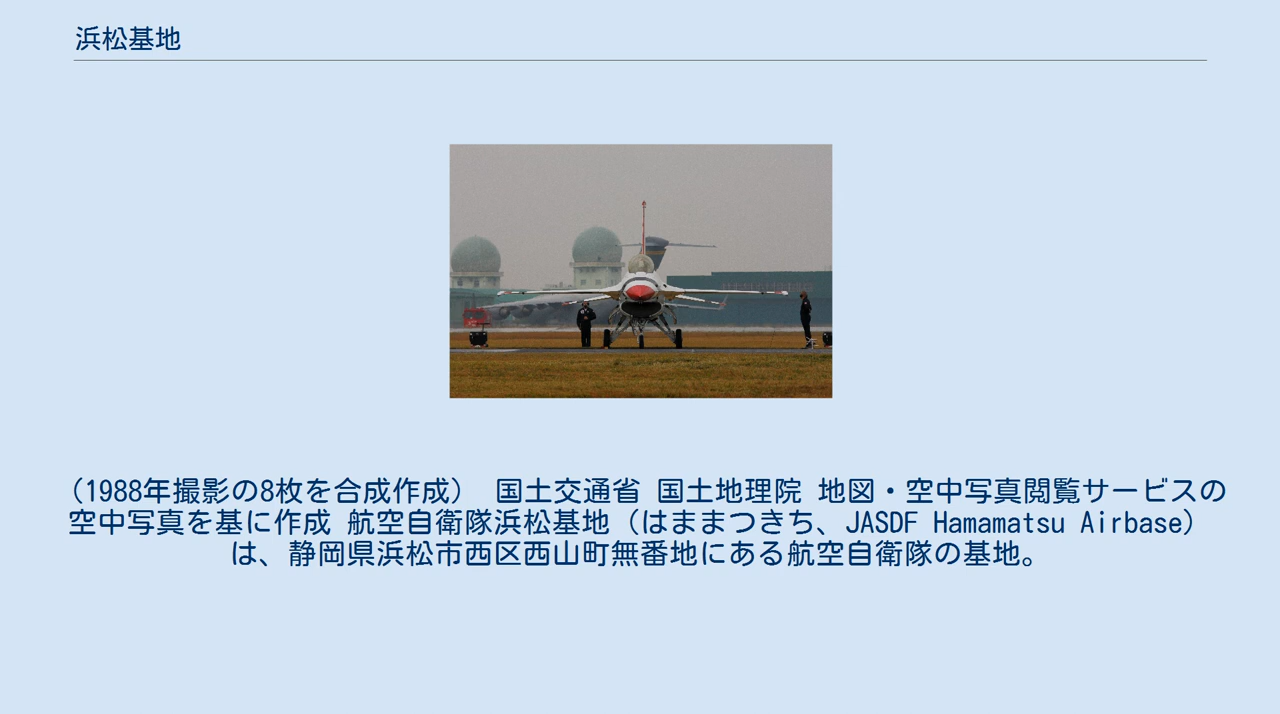 浜松基地
（1988年撮影の8枚を合成作成） 国土交通省 国土地理院 地図・空中写真閲覧サービスの
空中写真を基に作成 航空自衛隊浜松基地（はままつきち、JASDF Hamamatsu Airbase）
は、静岡県浜松市西区西山町無番地にある航空自衛隊の基地。